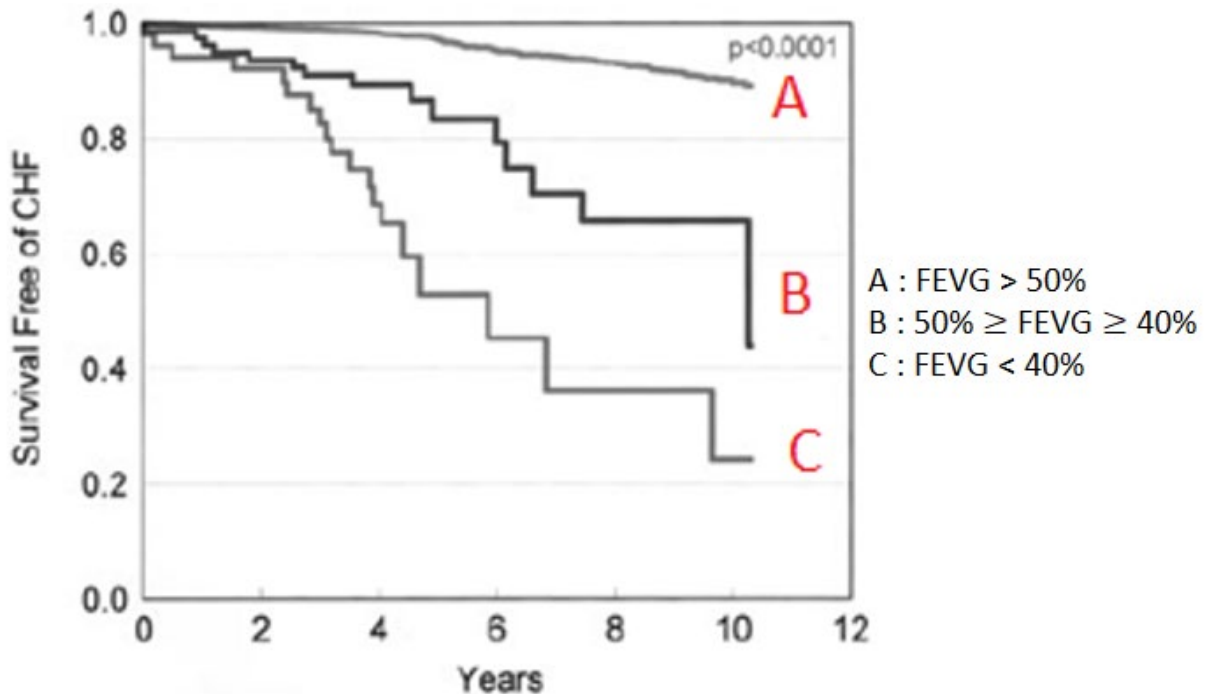 1.0
0.8
0.6
0.4
0.2
0.0
Survival Free of CHF
p<0.0001
A
B
C
0 2 4 6 8 10 12
Years
A : FEVG > 50%
B : 50% ≥ FEVG ≥ 40%
C : FEVG < 40%